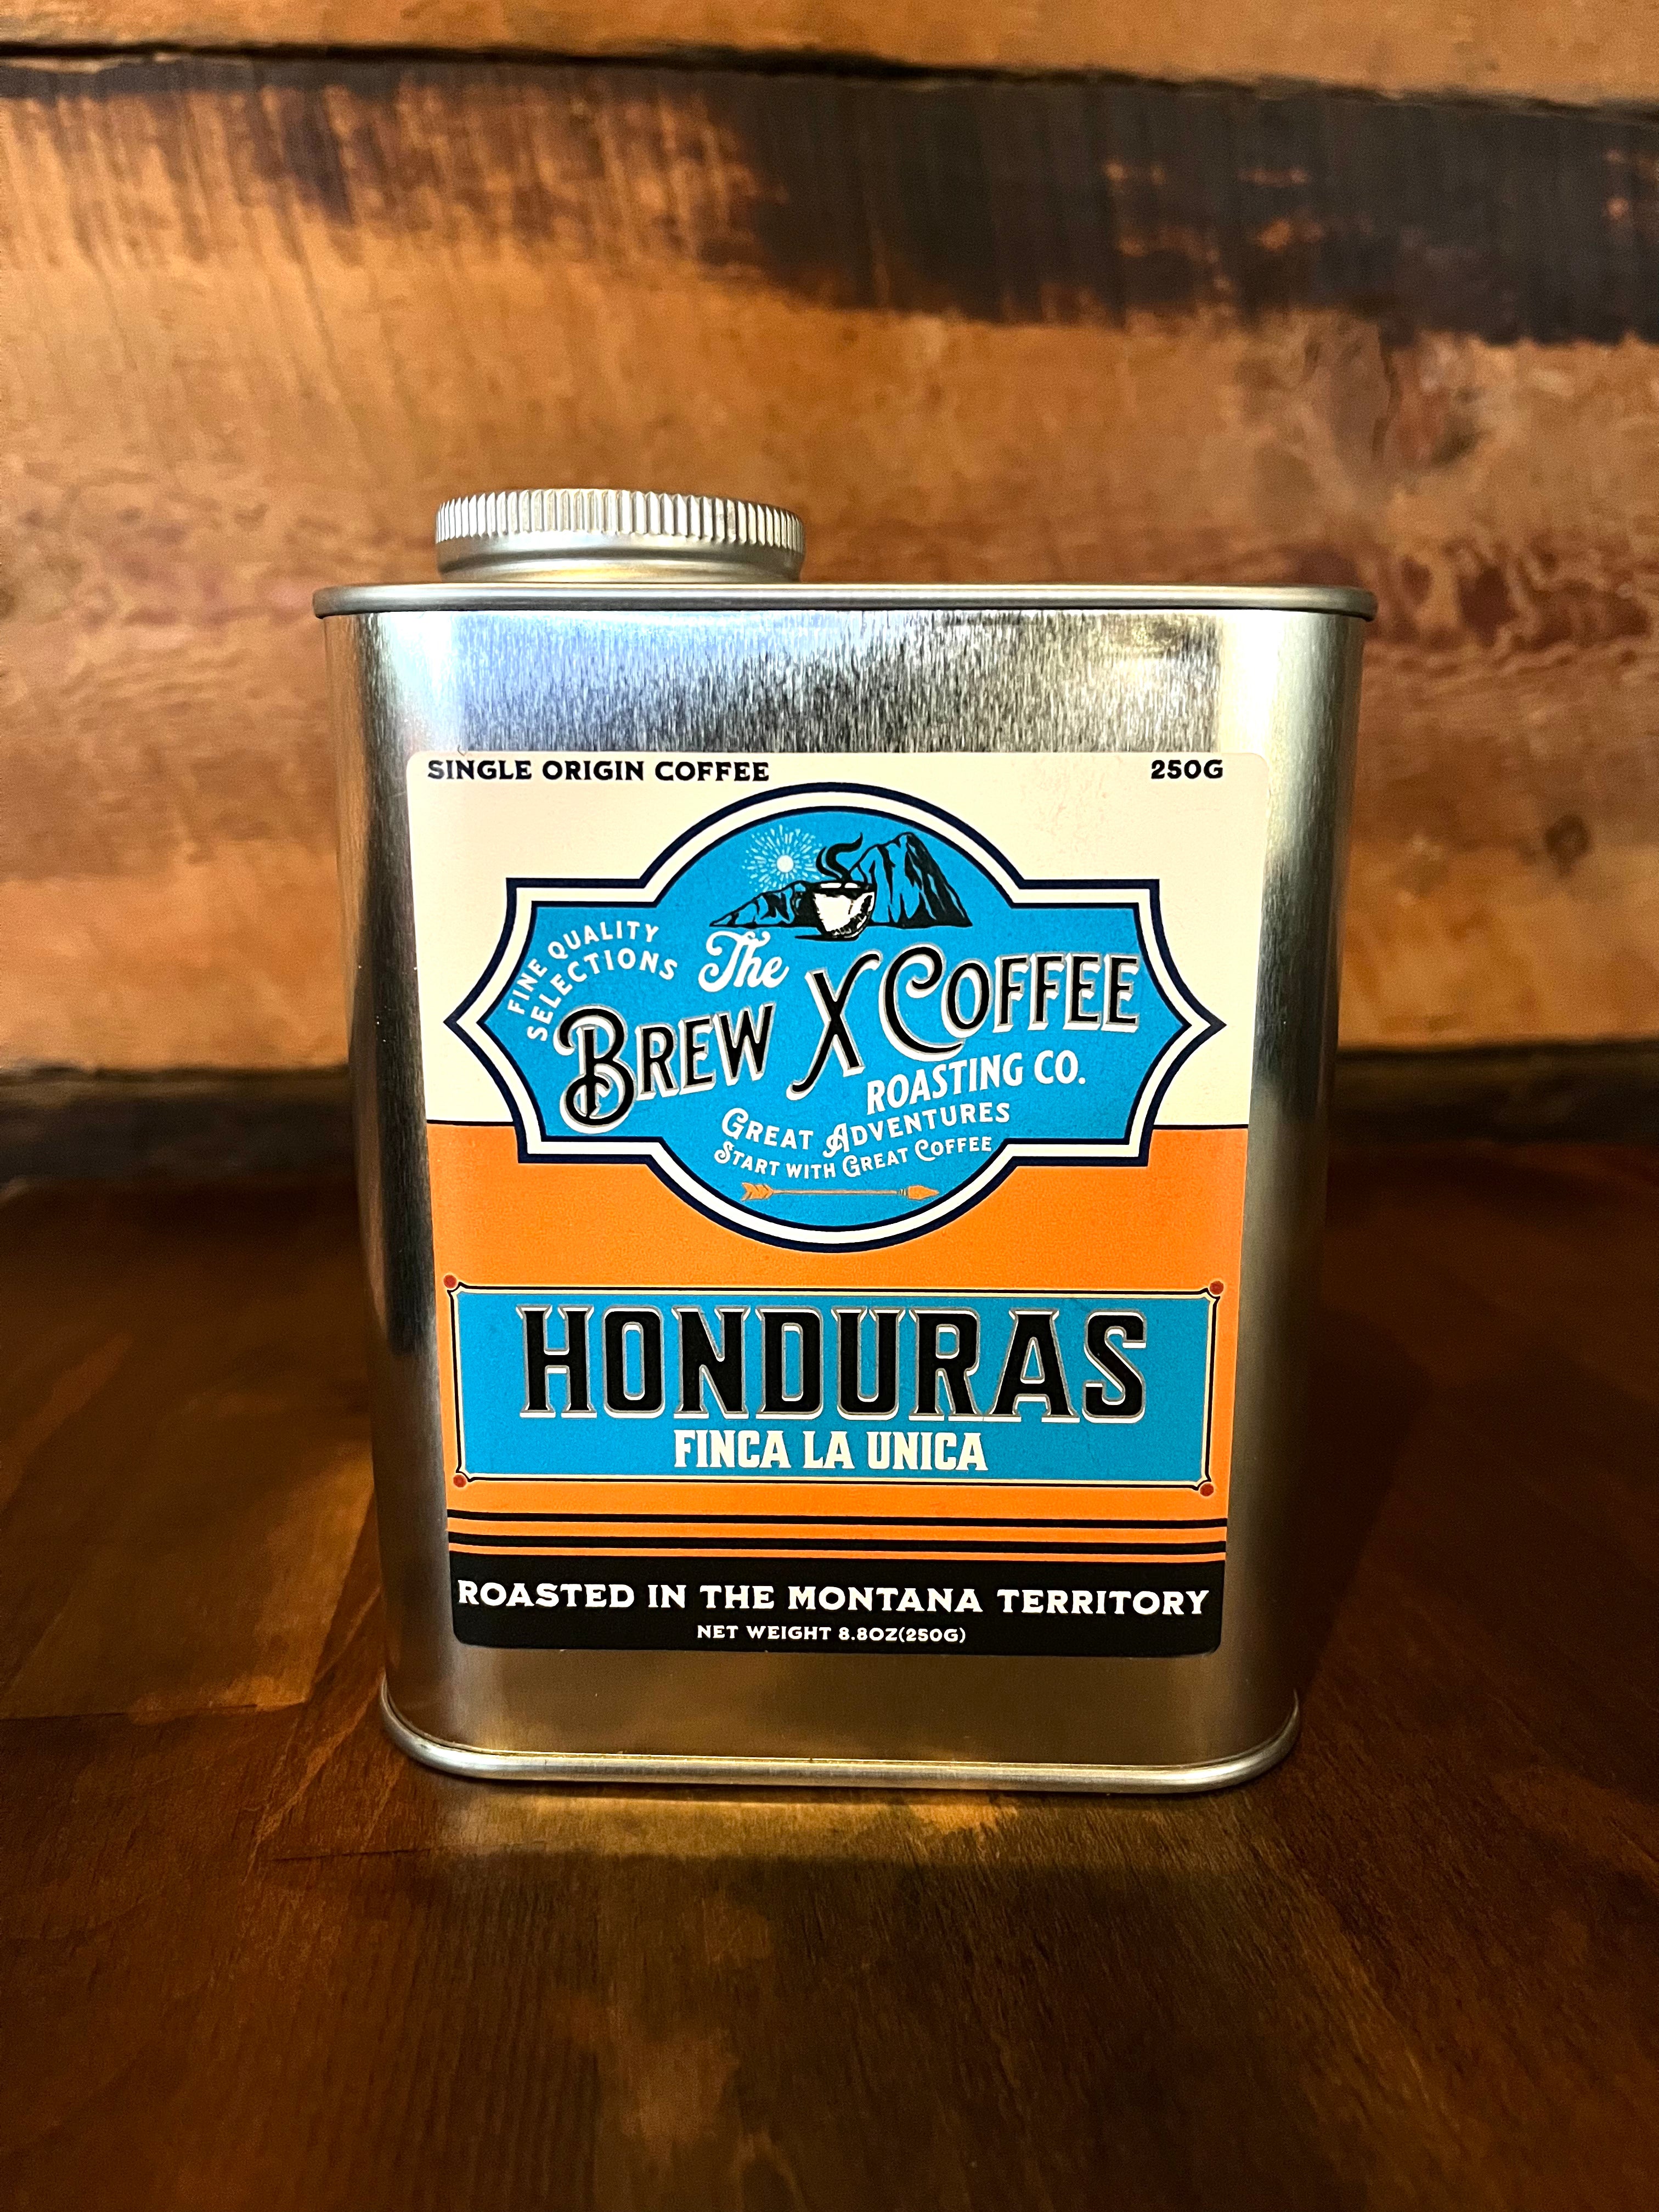 SINGLE ORIGIN COFFEE 250G
FINE QUALITY
SELECTIONS
The
BREW X COFFEE
ROASTING CO.
GREAT ADVENTURES
START WITH GREAT COFFEE
HONDURAS
FINCA LA UNICA
ROASTED IN THE MONTANA TERRITORY
NET WEIGHT 8.8OZ(250G)